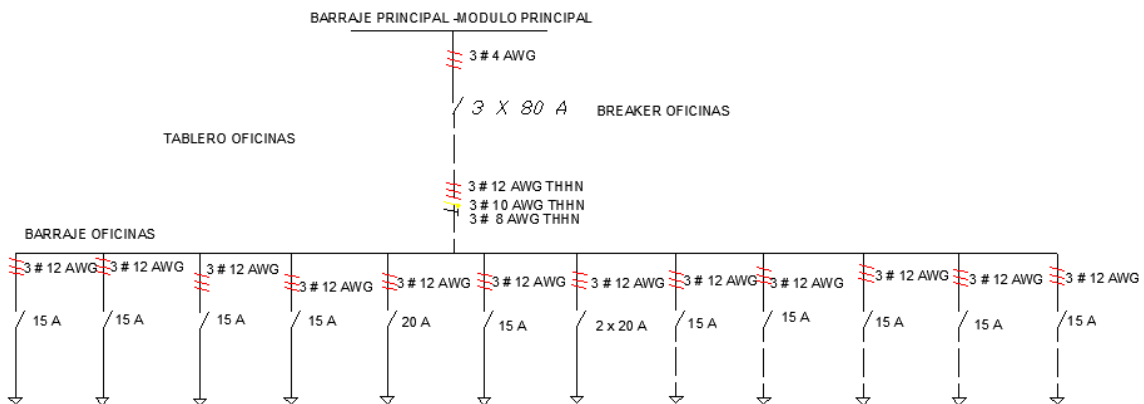 BARRAJE PRINCIPAL -MODULO PRINCIPAL
3 # 4 AWG
3 X 80 A
BREAKER OFICINAS
TABLERO OFICINAS
3 # 12 AWG THHN
3 # 10 AWG THHN
3 # 8 AWG THHN
BARRAJE OFICINAS
3 # 12 AWG
3 # 12 AWG
3 # 12 AWG
3 # 12 AWG
3 # 12 AWG
3 # 12 AWG
3 # 12 AWG
3 # 12 AWG
3 # 12 AWG
3 # 12 AWG
3 # 12 AWG
3 # 12 AWG
15 A
15 A
15 A
15 A
20 A
15 A
2 x 20 A
15 A
15 A
15 A
15 A
15 A